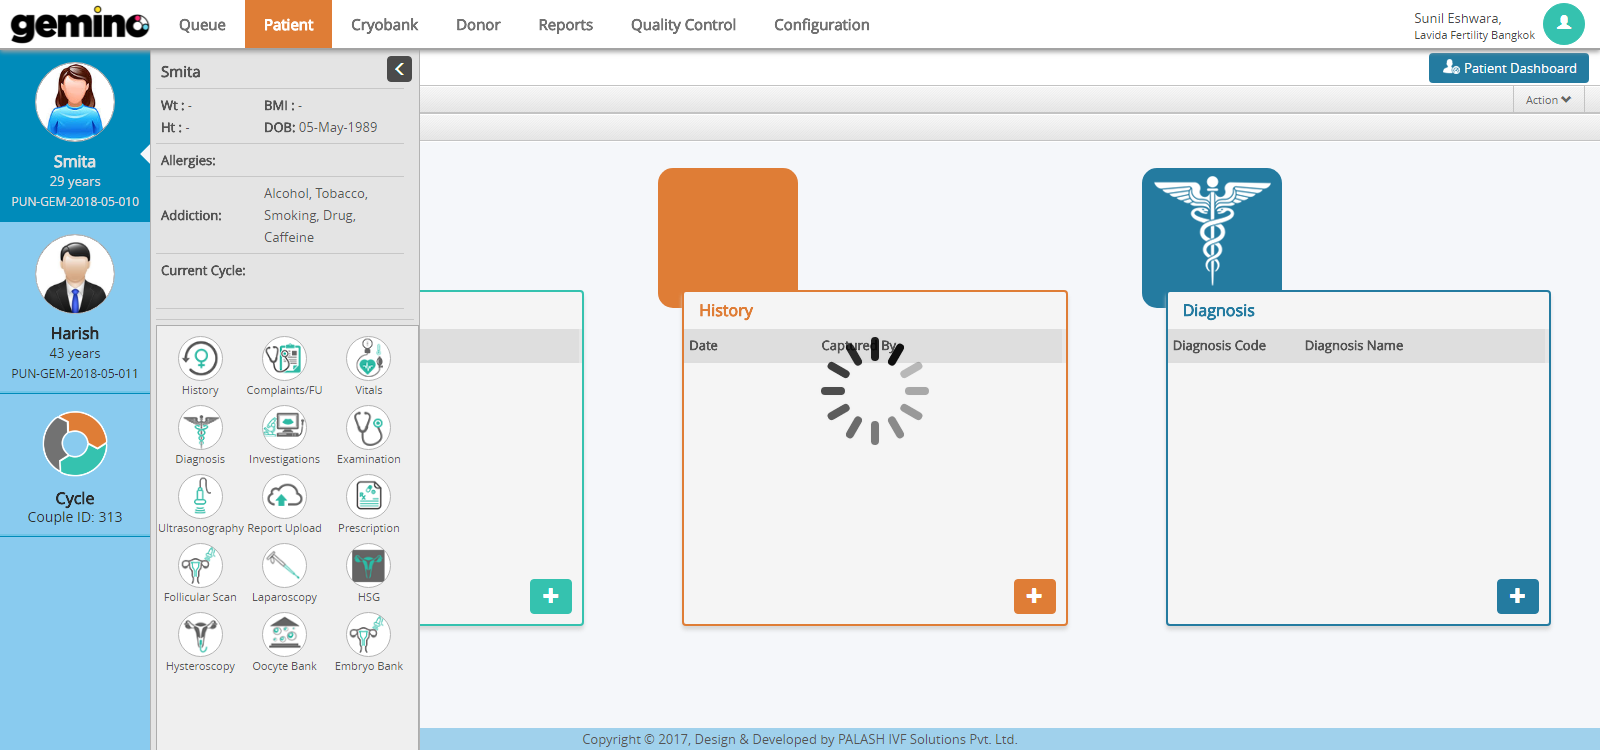 gemino
Queue
Patient
Cryobank
Donor
Reports
Quality Control
Configuration
Sunil Eshwara,
Lavida Fertility Bangkok
Smita
29 years
PUN-GEM-2018-05-010
Harish
43 years
PUN-GEM-2018-05-011
Cycle
Couple ID: 313
Smita
Wt : -
BMI : -
Ht : -
DOB: 05-May-1989
Allergies:
Addiction:
Alcohol, Tobacco,
Smoking, Drug,
Caffeine
Current Cycle:
History
Complaints/FU
Vitals
Diagnosis
Investigations
Examination
Ultrasonography
Report Upload
Prescription
Follicular Scan
Laparoscopy
HSG
Hysteroscopy
Oocyte Bank
Embryo Bank
Patient Dashboard
Action
History
Date
Captured By
Diagnosis
Diagnosis Code
Diagnosis Name
Copyright © 2017, Design & Developed by PALASH IVF Solutions Pvt. Ltd.